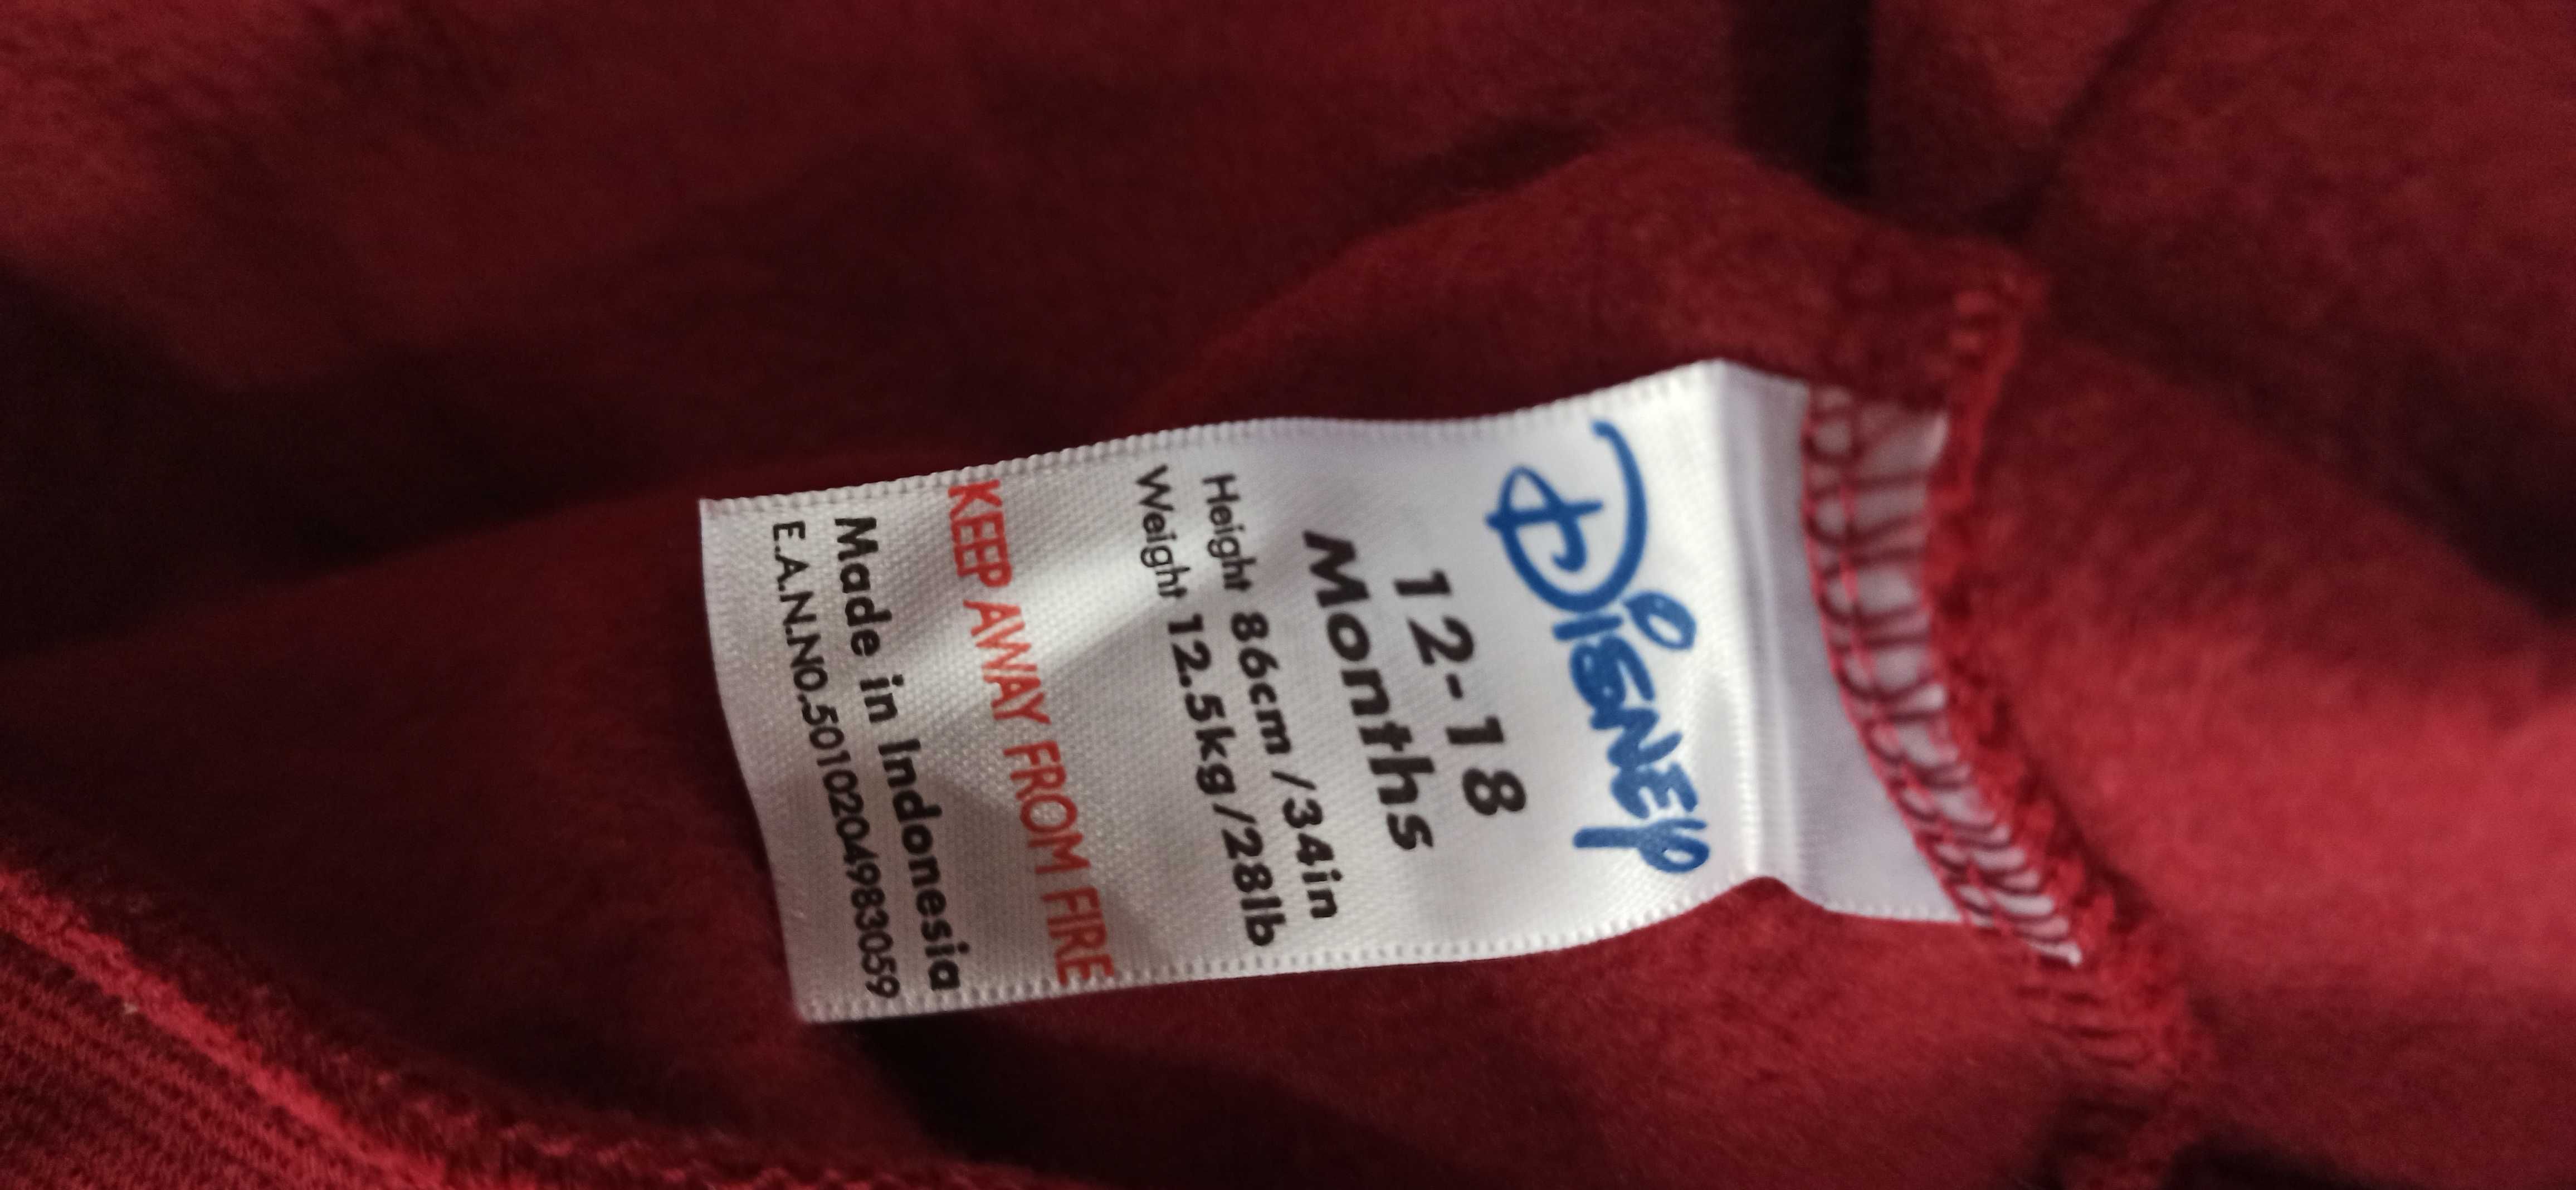 Disney
12-18
Months
Height 86cm /34in
Weight 12.5kg/28lb
KEEP AWAY FROM FIRE
Made in Indonesia
E.A.N.NO.5010204983059